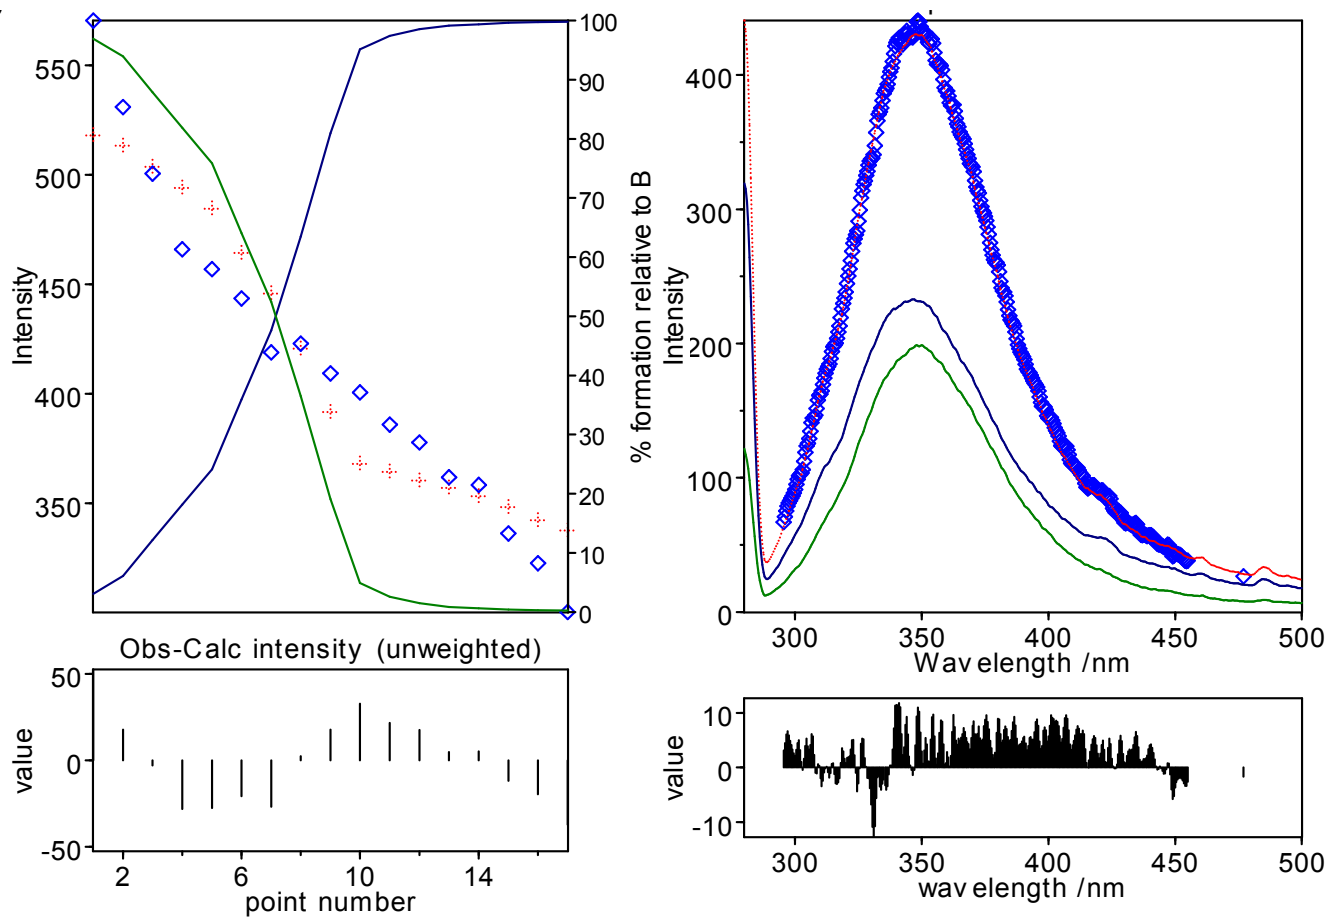 550
500
450
400
350
Intensity
100
90
80
70
60
50
40
30
20
10
0
% formation relative to B
400
300
200
100
0
Intensity
300 350 400 450 500
Wav elength /nm
Obs-Calc intensity (unweighted)
50
0
-50
value
2 6 10 14
point number
10
0
-10
value
300 350 400 450 500
wav elength /nm